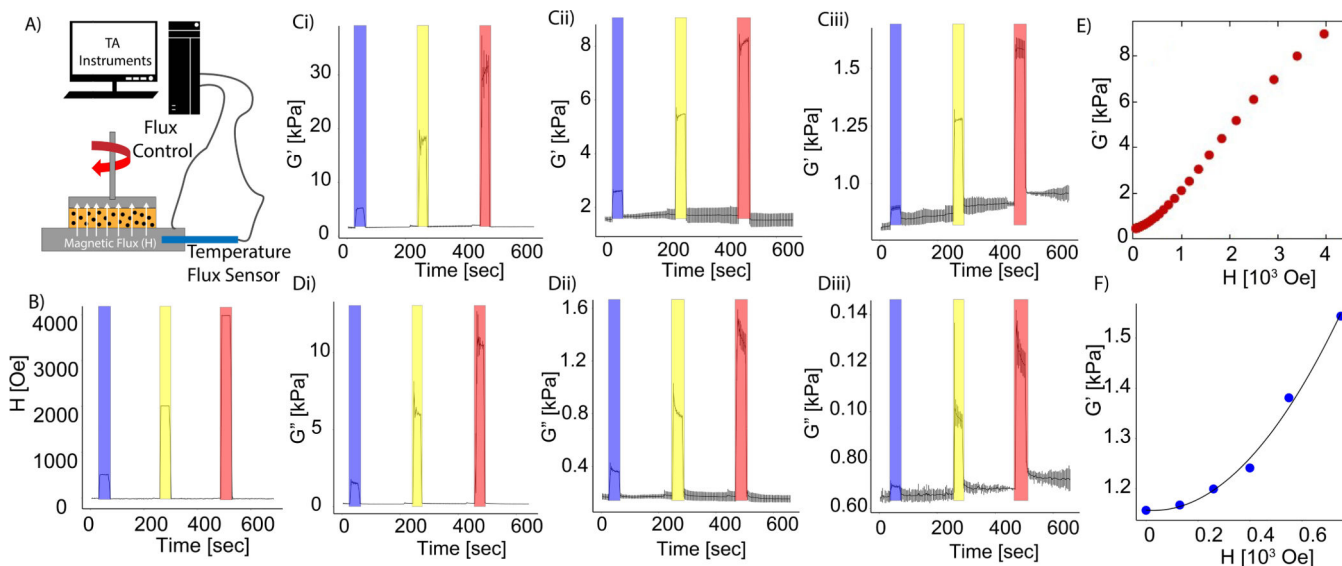 A)
TA
Instruments
Flux
Control
Magnetic Flux (H)
Temperature
Flux Sensor
B)
H [Oe]
4000
3000
2000
1000
0
0 200 400 600
Time [sec]
Ci)
G' [kPa]
30
20
10
0
0 200 400 600
Time [sec]
Cii)
G' [kPa]
8
6
4
2
0 200 400 600
Time [sec]
Ciii)
G' [kPa]
1.5
1.25
1.0
0 200 400 600
Time [sec]
Di)
G" [kPa]
10
5
0
0 200 400 600
Time [sec]
Dii)
G" [kPa]
1.6
1.2
0.8
0.4
0 200 400 600
Time [sec]
Diii)
G" [kPa]
0.14
0.12
0.10
0.70
0.60
0 200 400 600
Time [sec]
E)
G' [kPa]
8
6
4
2
0
0 1 2 3 4
H [10³ Oe]
F)
G' [kPa]
1.5
1.4
1.3
1.2
0 0.2 0.4 0.6
H [10³ Oe]